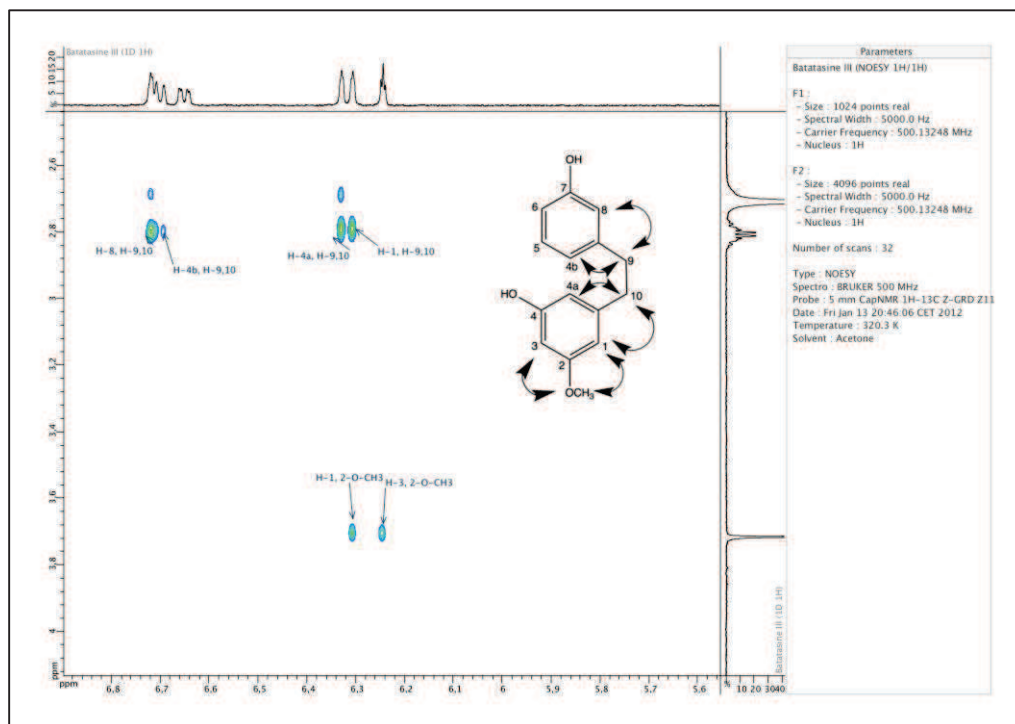 Batatasine III (1D 1H)
5 10 15 20
%
2,6
2,8
3
3,2
3,4
3,6
3,8
4
ppm
H-8, H-9,10
H-4b, H-9,10
H-4a, H-9,10
H-1, H-9,10
H-1, 2-O-CH3
H-3, 2-O-CH3
OH
7
6
8
5
4b
9
4a
10
HO
4
3
1
2
OCH3
ppm
6,8 6,7 6,6 6,5 6,4 6,3 6,2 6,1 6 5,9 5,8 5,7 5,6
% 10 20 30 40
Batatasine III (1D 1H)
Parameters
Batatasine III (NOESY 1H/1H)
F1 :
- Size : 1024 points real
- Spectral Width : 5000.0 Hz
- Carrier Frequency : 500.13248 MHz
- Nucleus : 1H
F2 :
- Size : 4096 points real
- Spectral Width : 5000.0 Hz
- Carrier Frequency : 500.13248 MHz
- Nucleus : 1H
Number of scans : 32
Type : NOESY
Spectro : BRUKER 500 MHz
Probe : 5 mm CapNMR 1H-13C Z-GRD Z11
Date : Fri Jan 13 20:46:06 CET 2012
Temperature : 320.3 K
Solvent : Acetone